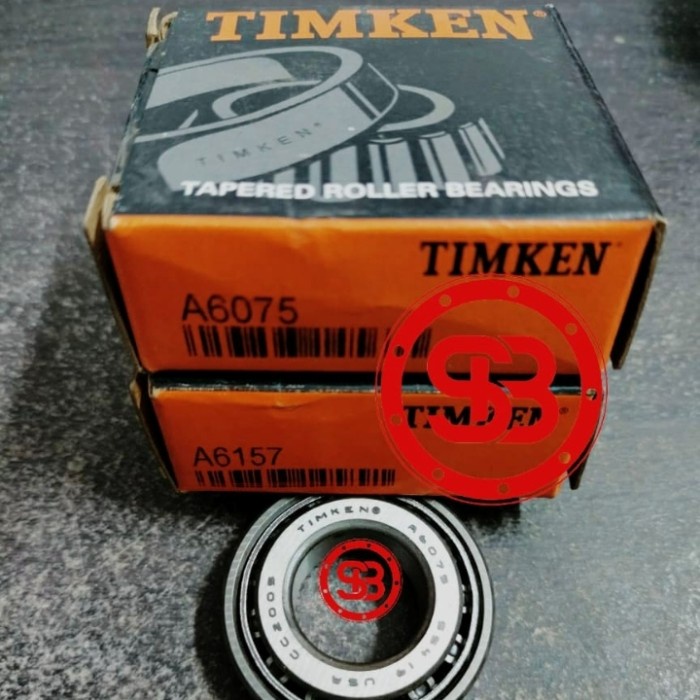 TIMKEN®
TIMKEN®
TAPERED ROLLER BEARINGS
TIMKEN
A6075
SB
TIMKEN
A6157
TIMKEN® A6075
SB
USA